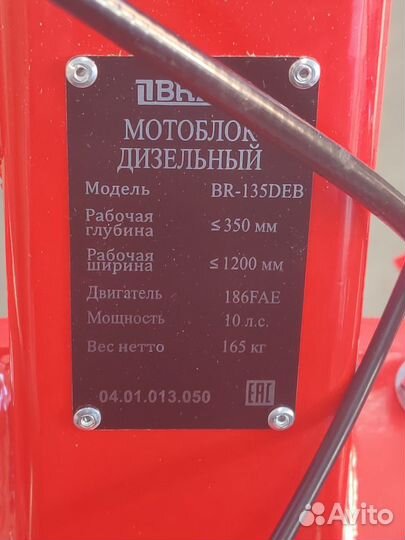 МОТОБЛОК
ДИЗЕЛЬНЫЙ
Модель BR-135DEB
Рабочая глубина ≤ 350 мм
Рабочая ширина ≤ 1200 мм
Двигатель 186FAE
Мощность 10 л.с.
Вес нетто 165 кг
04.01.013.050 EAC
Avito